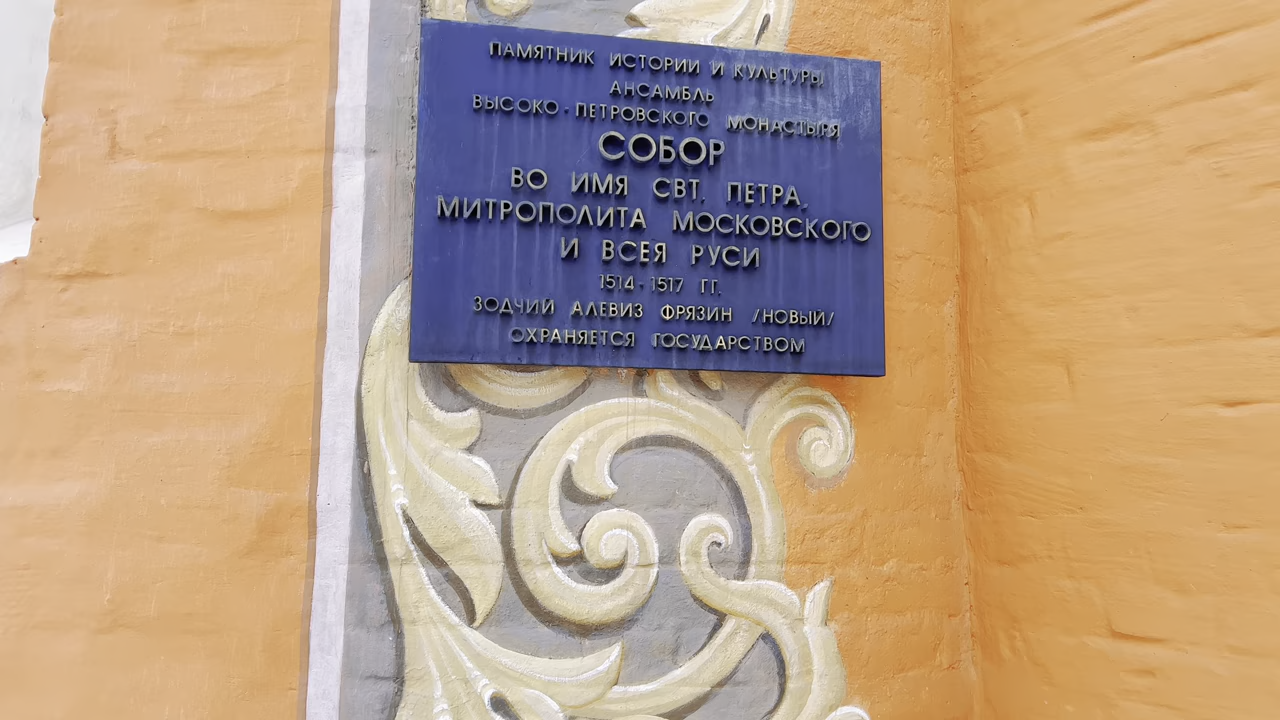 ПАМЯТНИК ИСТОРИИ И КУЛЬТУРЫ
АНСАМБЛЬ
ВЫСОКО-ПЕТРОВСКОГО МОНАСТЫРЯ
СОБОР
ВО ИМЯ СВТ. ПЕТРА,
МИТРОПОЛИТА МОСКОВСКОГО
И ВСЕЯ РУСИ
1514-1517 ГГ.
ЗОДЧИЙ АЛЕВИЗ ФРЯЗИН /НОВЫЙ/
ОХРАНЯЕТСЯ ГОСУДАРСТВОМ